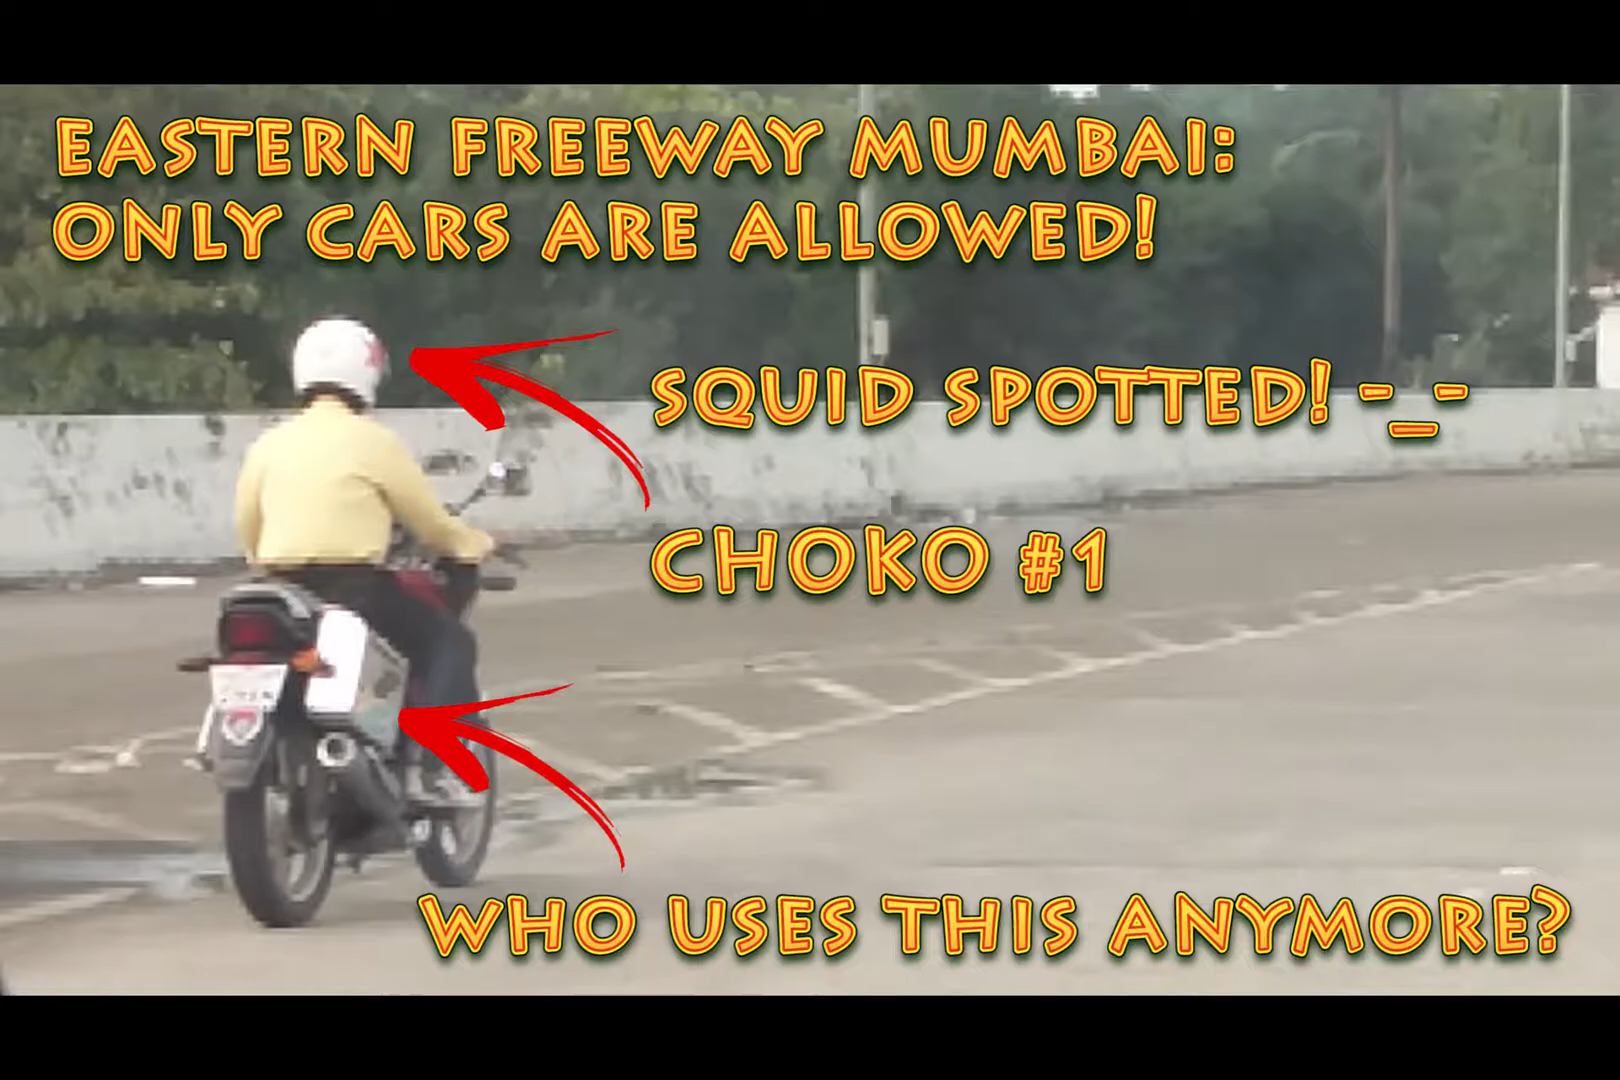 EASTERN FREEWAY MUMBAI:
ONLY CARS ARE ALLOWED!
SQUID SPOTTED! -_-
CHOKO #1
WHO USES THIS ANYMORE?